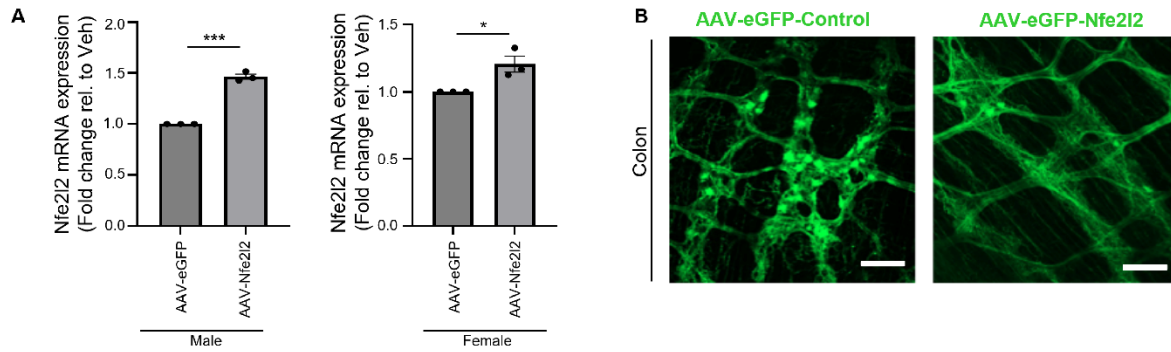 A
Nfe2l2 mRNA expression
(Fold change rel. to Veh)
2.0
1.5
1.0
0.5
0.0
***
AAV-eGFP
AAV-Nfe2l2
Male
Nfe2l2 mRNA expression
(Fold change rel. to Veh)
1.5
1.0
0.5
0.0
*
AAV-eGFP
AAV-Nfe2l2
Female
B
AAV-eGFP-Control
AAV-eGFP-Nfe2l2
Colon